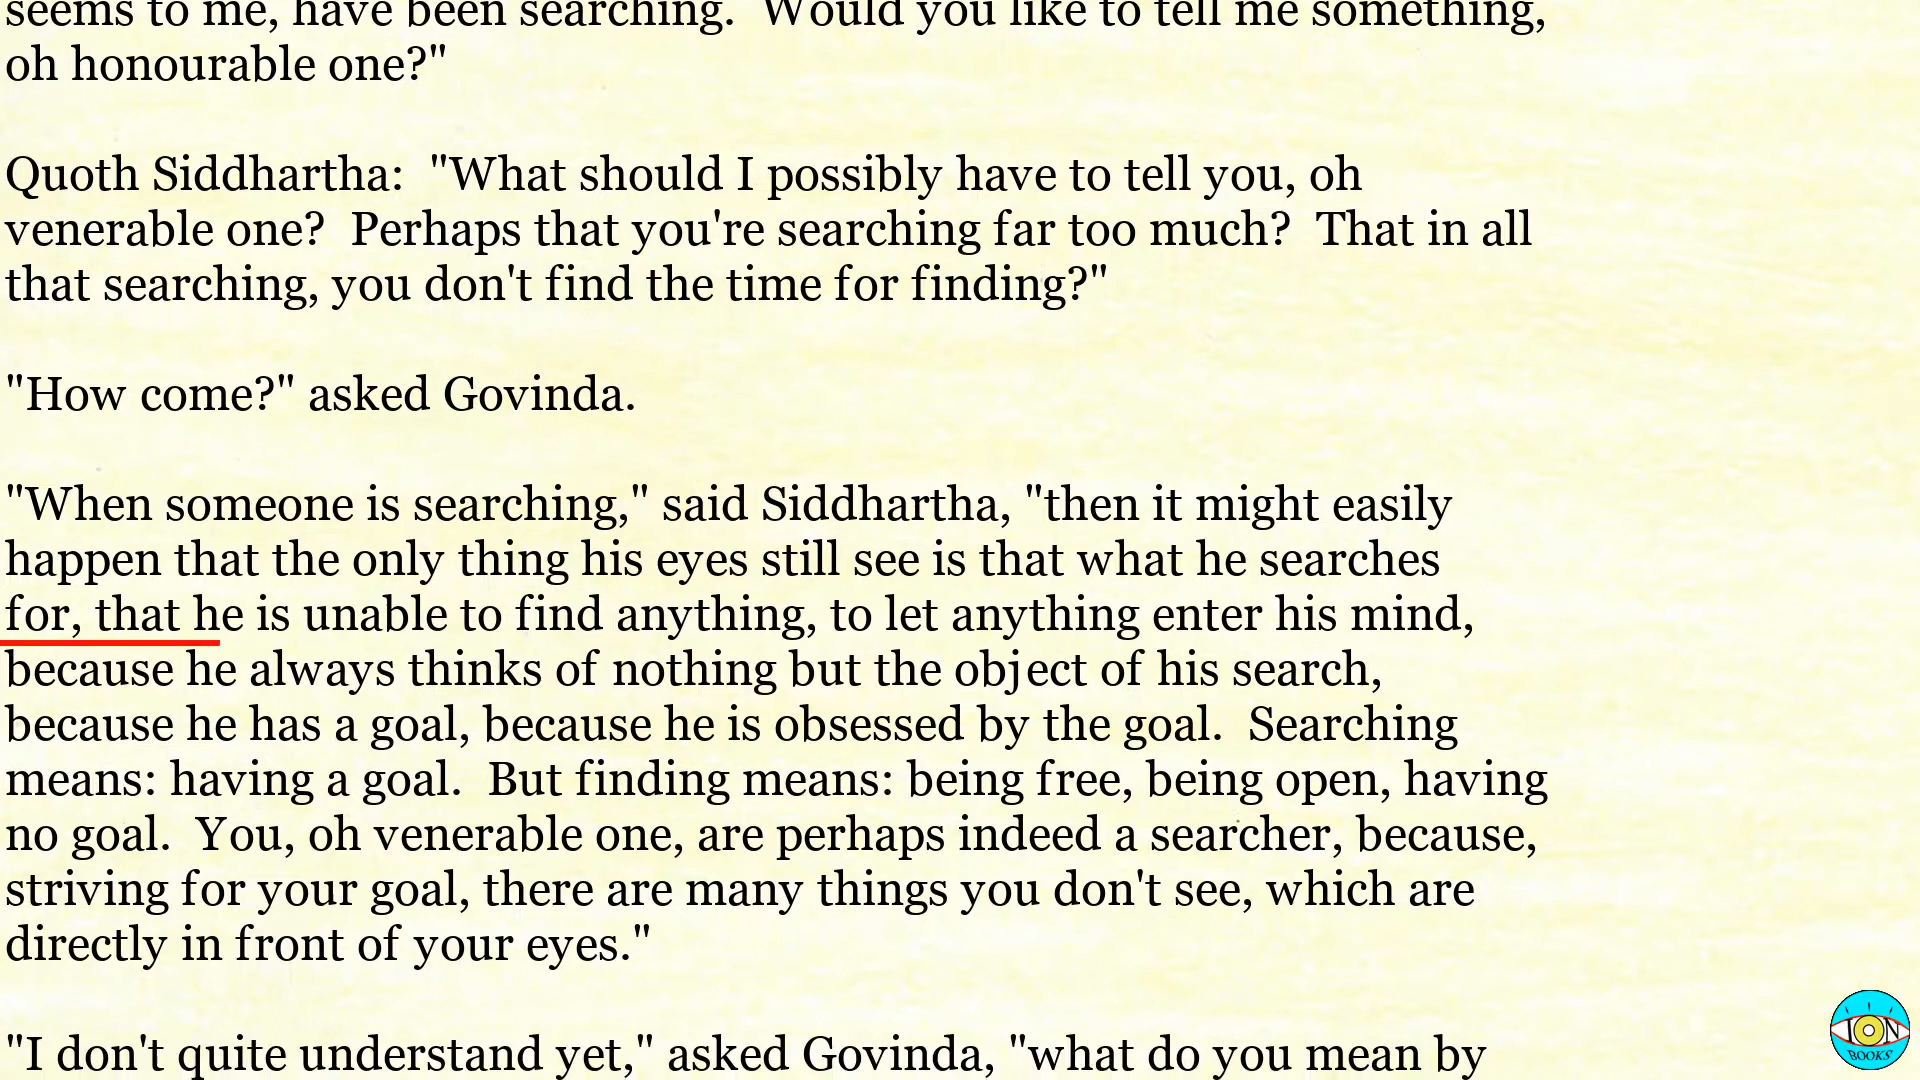 seems to me, have been searching.  Would you like to tell me something,
oh honourable one?"
Quoth Siddhartha:  "What should I possibly have to tell you, oh
venerable one?  Perhaps that you're searching far too much?  That in all
that searching, you don't find the time for finding?"
"How come?" asked Govinda.
"When someone is searching," said Siddhartha, "then it might easily
happen that the only thing his eyes still see is that what he searches
for, that he is unable to find anything, to let anything enter his mind,
because he always thinks of nothing but the object of his search,
because he has a goal, because he is obsessed by the goal.  Searching
means: having a goal.  But finding means: being free, being open, having
no goal.  You, oh venerable one, are perhaps indeed a searcher, because,
striving for your goal, there are many things you don't see, which are
directly in front of your eyes."
"I don't quite understand yet," asked Govinda, "what do you mean by
ION
BOOKS